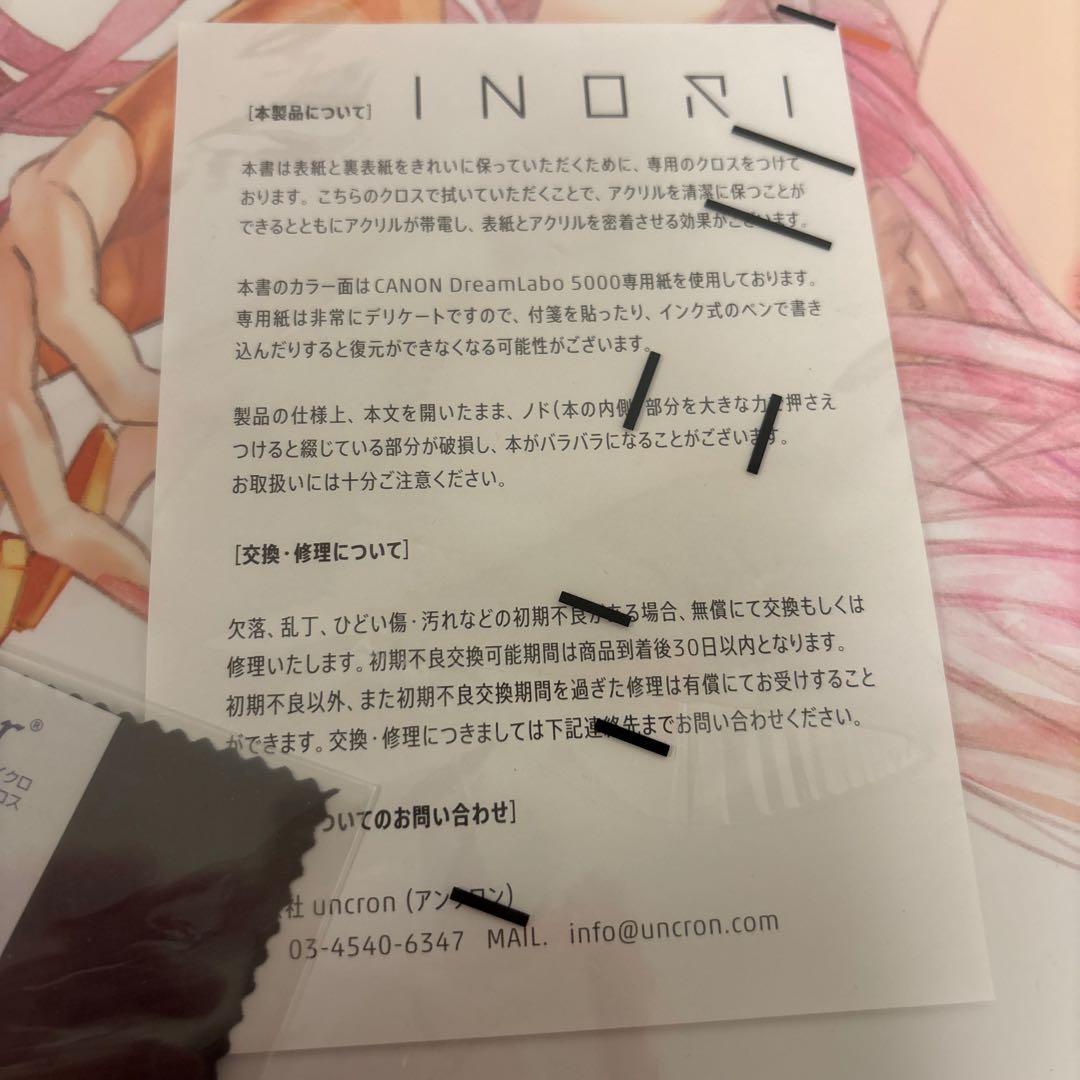 INORI
[本製品について]
本書は表紙と裏表紙をきれいに保っていただくために、専用のクロスをつけて
おります。こちらのクロスで拭いていただくことで、アクリルを清潔に保つことが
できるとともにアクリルが帯電し、表紙とアクリルを密着させる効果がございます。
本書のカラー面はCANON DreamLabo 5000専用紙を使用しております。
専用紙は非常にデリケートですので、付箋を貼ったり、インク式のペンで書き
込んだりすると復元ができなくなる可能性がございます。
製品の仕様上、本文を開いたまま、ノド(本の内側 部分を大きな力 押さえ
つけると綴じている部分が破損し、本がバラバラになることがございます。
お取扱いには十分ご注意ください。
[交換・修理について]
欠落、乱丁、ひどい傷・汚れなどの初期不良がある場合、無償にて交換もしくは
修理いたします。初期不良交換可能期間は商品到着後30日以内となります。
初期不良以外、また初期不良交換期間を過ぎた修理は有償にてお受けすること
ができます。交換・修理につきましては下記連絡先までお問い合わせください。
ついてのお問い合わせ]
社 uncron (アンクロン)
03-4540-6347 MAIL. info@uncron.com
r®
イクロ
ロス